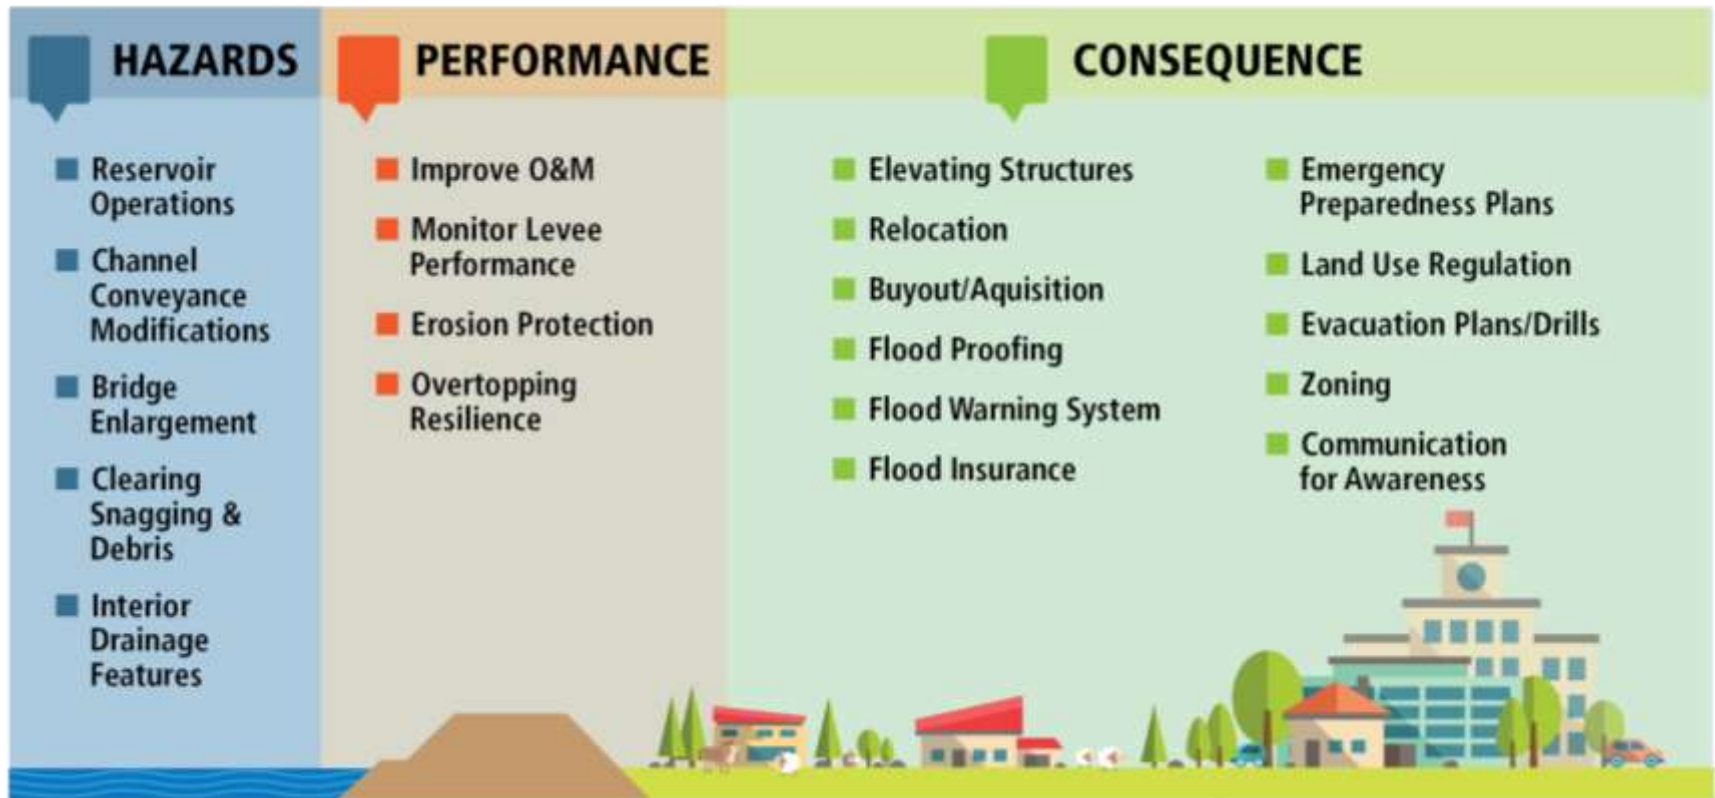 HAZARDS
Reservoir
Operations
Channel
Conveyance
Modifications
Bridge
Enlargement
Clearing
Snagging &
Debris
Interior
Drainage
Features
PERFORMANCE
Improve O&M
Monitor Levee
Performance
Erosion Protection
Overtopping
Resilience
CONSEQUENCE
Elevating Structures
Relocation
Buyout/Aquisition
Flood Proofing
Flood Warning System
Flood Insurance
Emergency
Preparedness Plans
Land Use Regulation
Evacuation Plans/Drills
Zoning
Communication
for Awareness